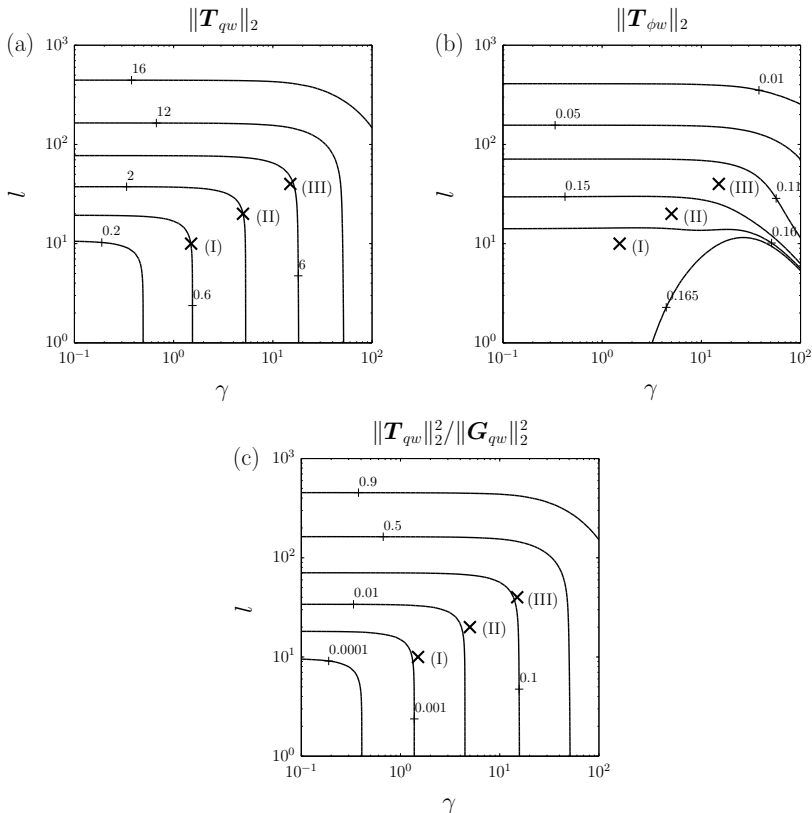 (a)
‖T_qw‖_2
10^3
10^2
10^1
10^0
l
16
12
2
0.2
0.6
6
(I)
(II)
(III)
10^−1
10^0
10^1
10^2
γ
(b)
‖T_ϕw‖_2
10^3
10^2
10^1
10^0
l
0.01
0.05
0.11
0.15
0.16
0.165
(I)
(II)
(III)
10^−1
10^0
10^1
10^2
γ
(c)
‖T_qw‖_2^2/‖G_qw‖_2^2
10^3
10^2
10^1
10^0
l
0.9
0.5
0.01
0.0001
0.001
0.1
(I)
(II)
(III)
10^−1
10^0
10^1
10^2
γ